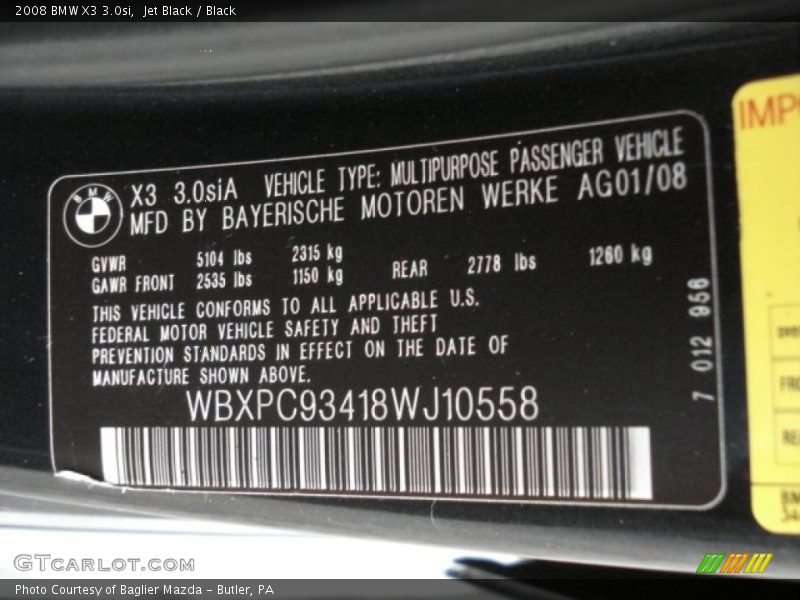 2008 BMW X3 3.0si,  Jet Black / Black
BMW
X3 3.0siA VEHICLE TYPE: MULTIPURPOSE PASSENGER VEHICLE
MFD BY BAYERISCHE MOTOREN WERKE AG01/08
GVWR 5104 lbs 2315 kg
GAWR FRONT 2535 lbs 1150 kg REAR 2778 lbs 1260 kg
THIS VEHICLE CONFORMS TO ALL APPLICABLE U.S.
FEDERAL MOTOR VEHICLE SAFETY AND THEFT
PREVENTION STANDARDS IN EFFECT ON THE DATE OF
MANUFACTURE SHOWN ABOVE.
WBXPC93418WJ10558
7 012 956
GTCARLOT.COM
Photo Courtesy of Baglier Mazda - Butler, PA